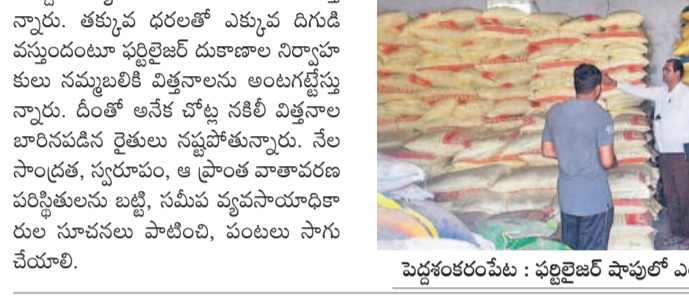 న్నారు. తక్కువ ధరలతో ఎక్కువ దిగుడి
వస్తుందంటూ ఫర్టిలైజర్ దుకాణాల నిర్వాహ
కులు నమ్మబలికి విత్తనాలను అంటగట్టేస్తు
న్నారు. దీంతో అనేక చోట్ల నకిలీ విత్తనాల
బారినపడిన రైతులు నష్టపోతున్నారు. నేల
సాంద్రత, స్వరూపం, ఆ ప్రాంత వాతావరణ
పరిస్థితులను బట్టి, సమీప వ్యవసాయాధికా
రుల సూచనలు పాటించి, పంటలు సాగు
చేయాలి.
పెద్దశంకరంపేట : ఫర్టిలైజర్ షాపులో